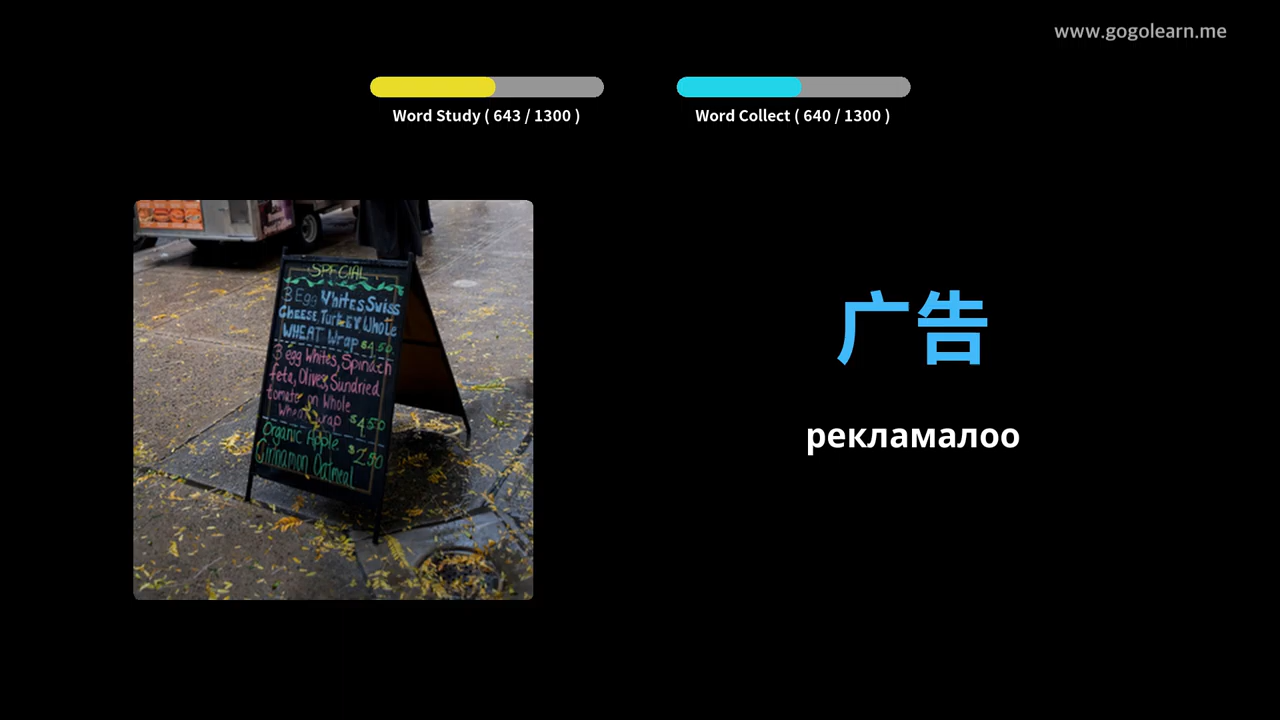 www.gogolearn.me
Word Study ( 643 / 1300 )
Word Collect ( 640 / 1300 )
SPECIAL
3 Egg Whites, Swiss
Cheese, Turkey, Whole
WHEAT Wrap $4.50
3 egg Whites, Spinach
feta, Olives, Sundried
tomato on Whole
Wheat Wrap $4.50
Organic Apple
Cinnamon Oatmeal $2.50
广告
рекламалоо